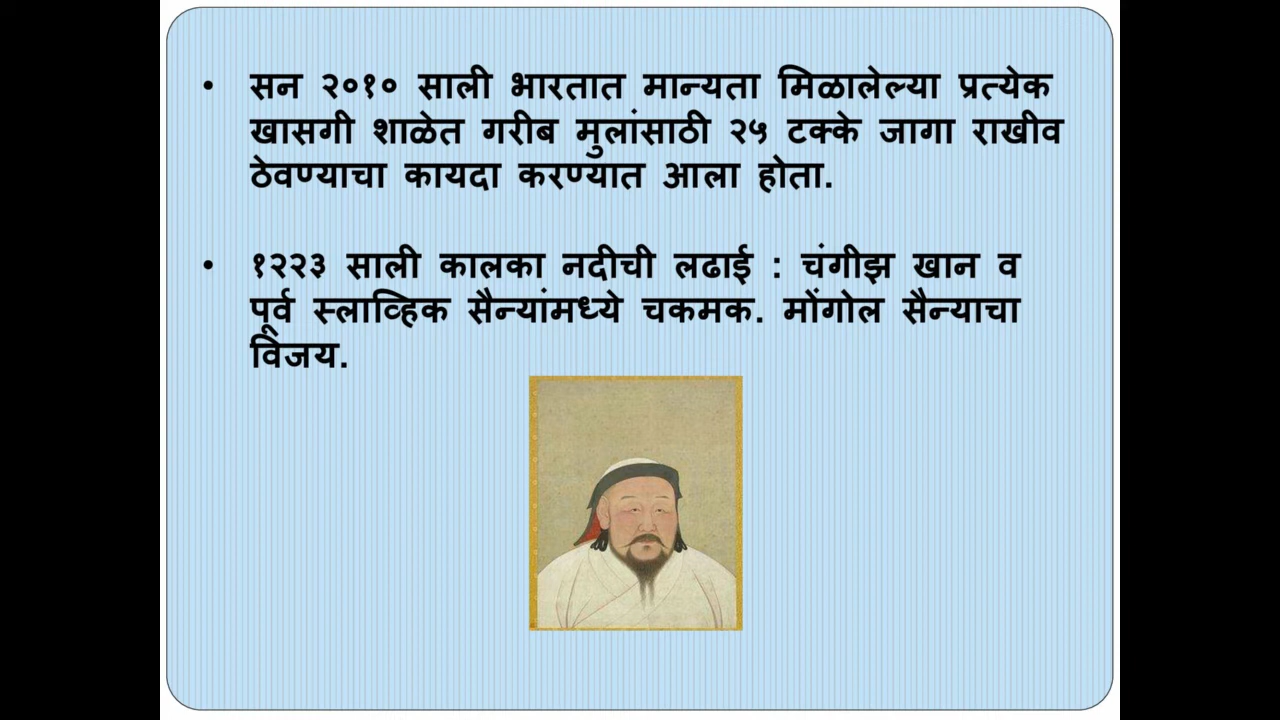 • सन २०१० साली भारतात मान्यता मिळालेल्या प्रत्येक
खासगी शाळेत गरीब मुलांसाठी २५ टक्के जागा राखीव
ठेवण्याचा कायदा करण्यात आला होता.
• १२२३ साली कालका नदीची लढाई : चंगीझ खान व
पूर्व स्लाव्हिक सैन्यांमध्ये चकमक. मोंगोल सैन्याचा
विजय.